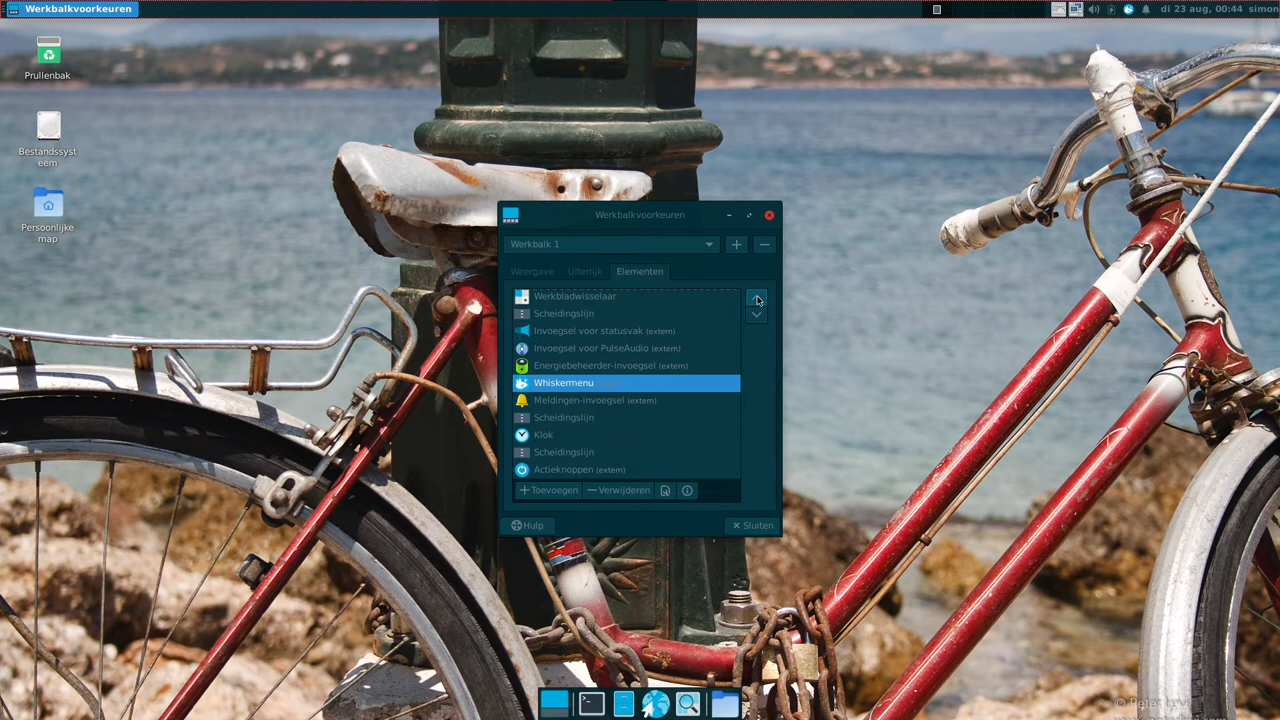 Werkbalkvoorkeuren
di 23 aug, 00:44
simon
Prullenbak
Bestandssyst
eem
Persoonlijke
map
Werkbalkvoorkeuren
Werkbalk 1
Weergave
Uiterlijk
Elementen
Werkbladwisselaar
Scheidingslijn
Invoegsel voor statusvak (extern)
Invoegsel voor PulseAudio (extern)
Energiebeheerder-invoegsel (extern)
Whiskermenu
Meldingen-invoegsel (extern)
Scheidingslijn
Klok
Scheidingslijn
Actieknoppen (extern)
Toevoegen
Verwijderen
Hulp
Sluiten